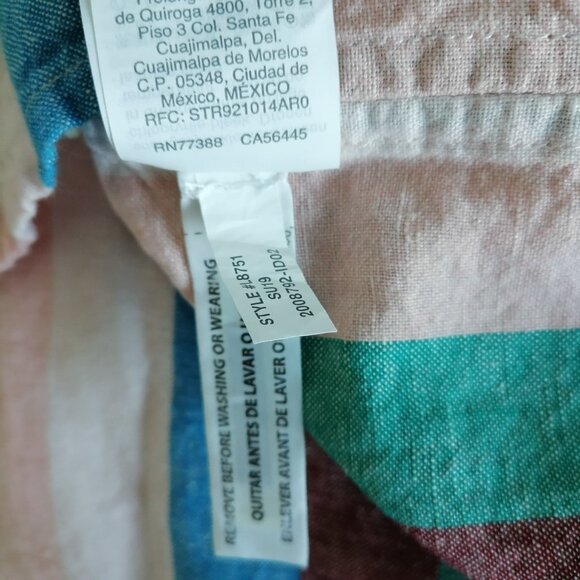 de Quiroga 4800, Torre 2,
Piso 3 Col. Santa Fe
Cuajimalpa, Del.
Cuajimalpa de Morelos
C.P. 05348, Ciudad de
México, MÉXICO
RFC: STR921014AR0
RN77388 CA56445
STYLE #L8751
SU19
2008792-ID02
REMOVE BEFORE WASHING OR WEARING
QUITAR ANTES DE LAVAR O
ENLEVER AVANT DE LAVER O